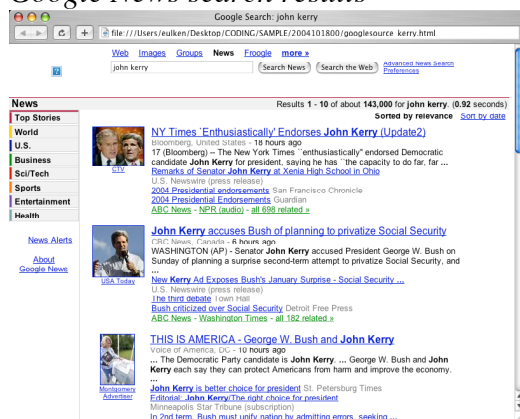 Google News search results
Google Search: john kerry
file:///Users/eulken/Desktop/CODING/SAMPLE/2004101800/googlesource kerry.html
Web Images Groups News Froogle more »
john kerry Search News Search the Web Advanced News Search
Preferences
News Results 1 - 10 of about 143,000 for john kerry. (0.92 seconds)
Sorted by relevance Sort by date
Top Stories
World
U.S.
Business
Sci/Tech
Sports
Entertainment
Health
News Alerts
About
Google News
CTV
NY Times `Enthusiastically' Endorses John Kerry (Update2)
Bloomberg, United States - 18 hours ago
17 (Bloomberg) -- The New York Times ``enthusiastically'' endorsed Democratic
candidate John Kerry for president, saying he has ``the capacity to do far, far ...
Remarks of Senator John Kerry at Xenia High School in Ohio
U.S. Newswire (press release)
2004 Presidential endorsements San Francisco Chronicle
2004 Presidential Endorsements Guardian
ABC News - NPR (audio) - all 698 related »
USA Today
John Kerry accuses Bush of planning to privatize Social Security
CBC News, Canada - 6 hours ago
WASHINGTON (AP) - Senator John Kerry accused President George W. Bush on
Sunday of planning a surprise second-term attempt to privatize Social Security, and
...
New Kerry Ad Exposes Bush's January Surprise - Social Security ...
U.S. Newswire (press release)
The third debate Town Hall
Bush criticized over Social Security Detroit Free Press
ABC News - Washington Times - all 182 related »
Montgomery
Advertiser
THIS IS AMERICA - George W. Bush and John Kerry
Voice of America, DC - 10 hours ago
... The Democratic Party candidate is John Kerry. ... George W. Bush and John
Kerry each say they can protect Americans from harm and improve the economy.
...
John Kerry is better choice for president St. Petersburg Times
Editorial: John Kerry/The right choice for president
Minneapolis Star Tribune (subscription)
In 2nd term, Bush must unify nation by admitting errors, seeking ...